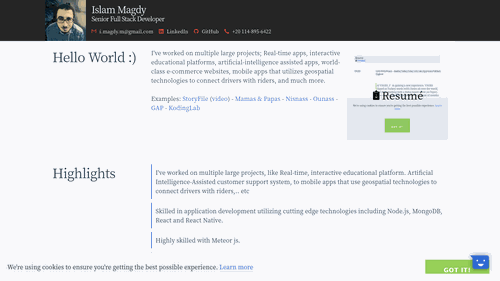 Islam Magdy
Senior Full Stack Developer
i.magdy.m@gmail.com LinkedIn GitHub +20 114-895-6422
Hello World :)
I've worked on multiple large projects; Real-time apps, interactive
educational platforms, artificial-intelligence assisted apps, world-
class e-commerce websites, mobile apps that utilizes geospatial
technologies to connect drivers with riders, and much more.
Examples: StoryFile (video) - Mamas & Papas - Nisnass - Ounass -
GAP - KodingLab
Resumé
Highlights
I've worked on multiple large projects, like Real-time, interactive educational platform. Artificial
Intelligence-Assisted customer support system, to mobile apps that use geospatial technologies to
connect drivers with riders,.. etc
Skilled in application development utilizing cutting edge technologies including Node.js, MongoDB,
React and React Native.
Highly skilled with Meteor js.
We're using cookies to ensure you're getting the best possible experience. Learn more
GOT IT!